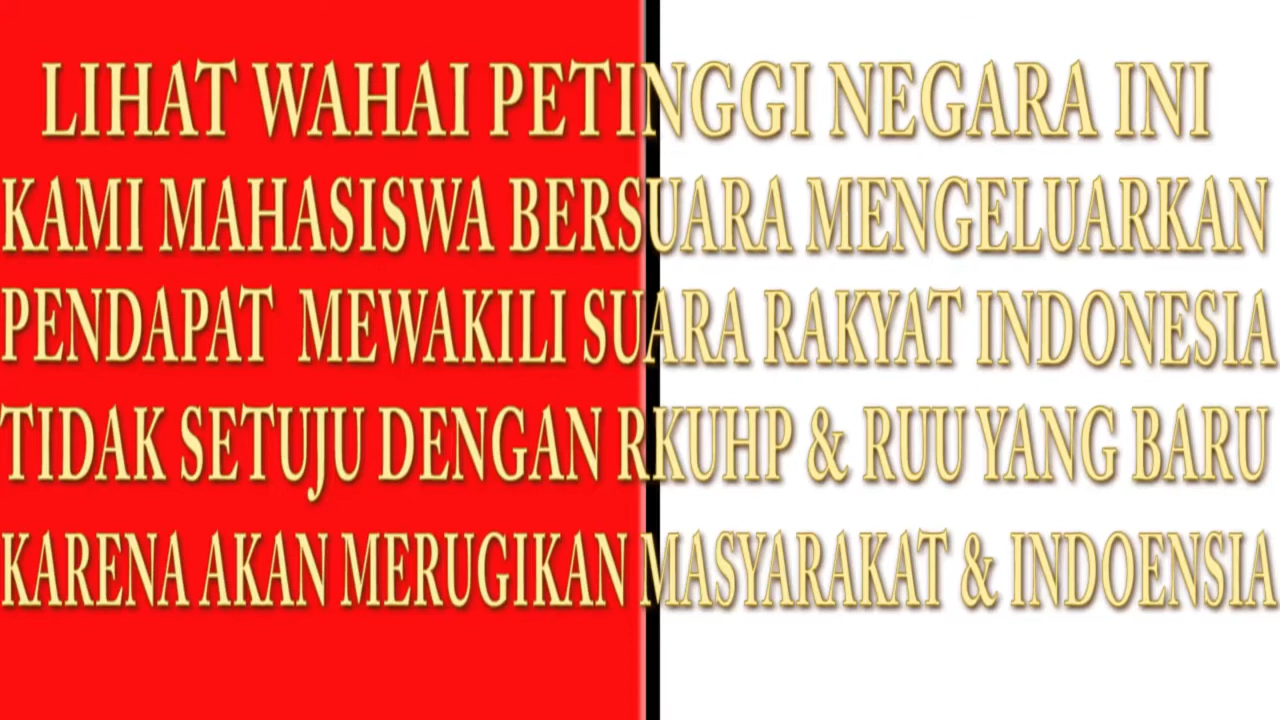 LIHAT WAHAI PETINGGI NEGARA INI
KAMI MAHASISWA BERSUARA MENGELUARKAN
PENDAPAT MEWAKILI SUARA RAKYAT INDONESIA
TIDAK SETUJU DENGAN RKUHP & RUU YANG BARU
KARENA AKAN MERUGIKAN MASYARAKAT & INDOENSIA